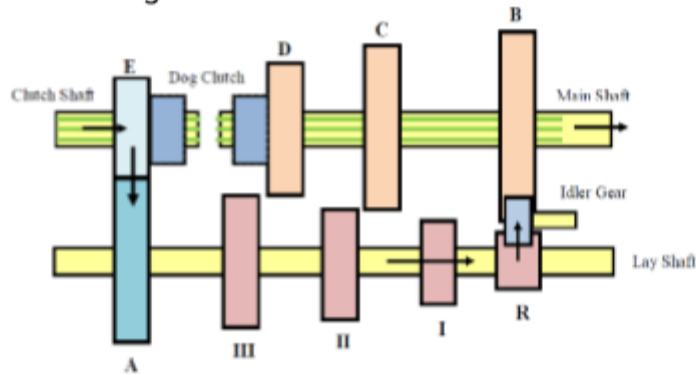 B
C
D
E
Dog Clutch
Clutch Shaft
Main Shaft
Idler Gear
Lay Shaft
R
I
II
III
A